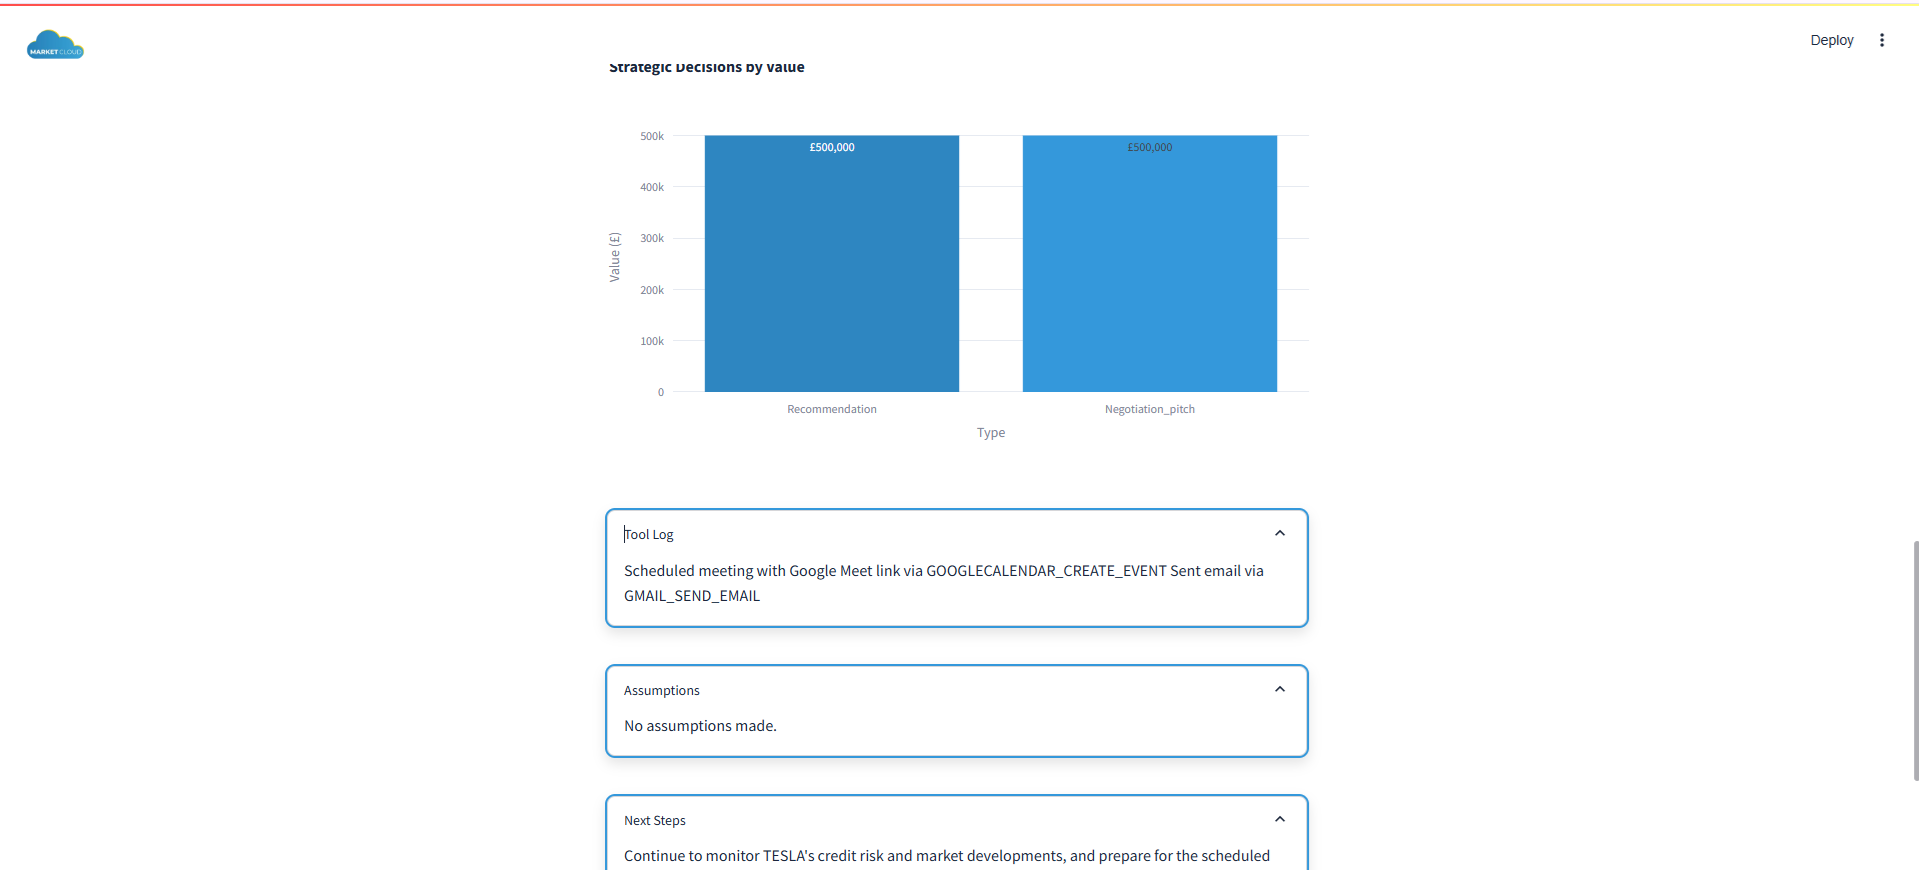 MARKET CLOUD
Deploy
Strategic Decisions by Value
500k
£500,000
£500,000
400k
300k
Value (£)
200k
100k
0
Recommendation
Negotiation_pitch
Type
Tool Log
Scheduled meeting with Google Meet link via GOOGLECALENDAR_CREATE_EVENT Sent email via
GMAIL_SEND_EMAIL
Assumptions
No assumptions made.
Next Steps
Continue to monitor TESLA's credit risk and market developments, and prepare for the scheduled